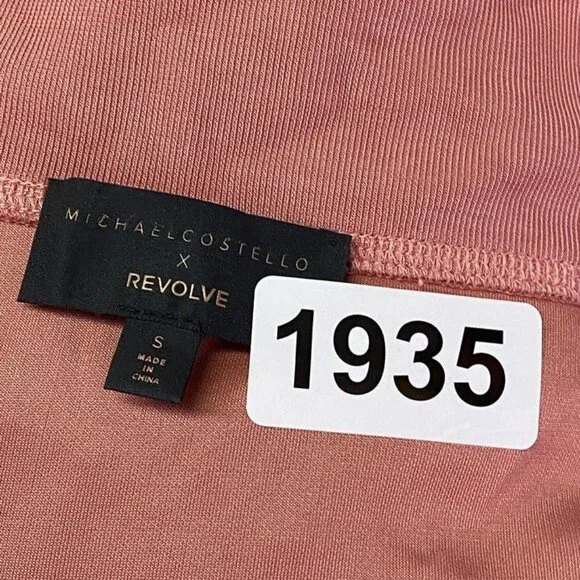 MICHAELCOSTELLO
X
REVOLVE
S
MADE
IN
CHINA
1935